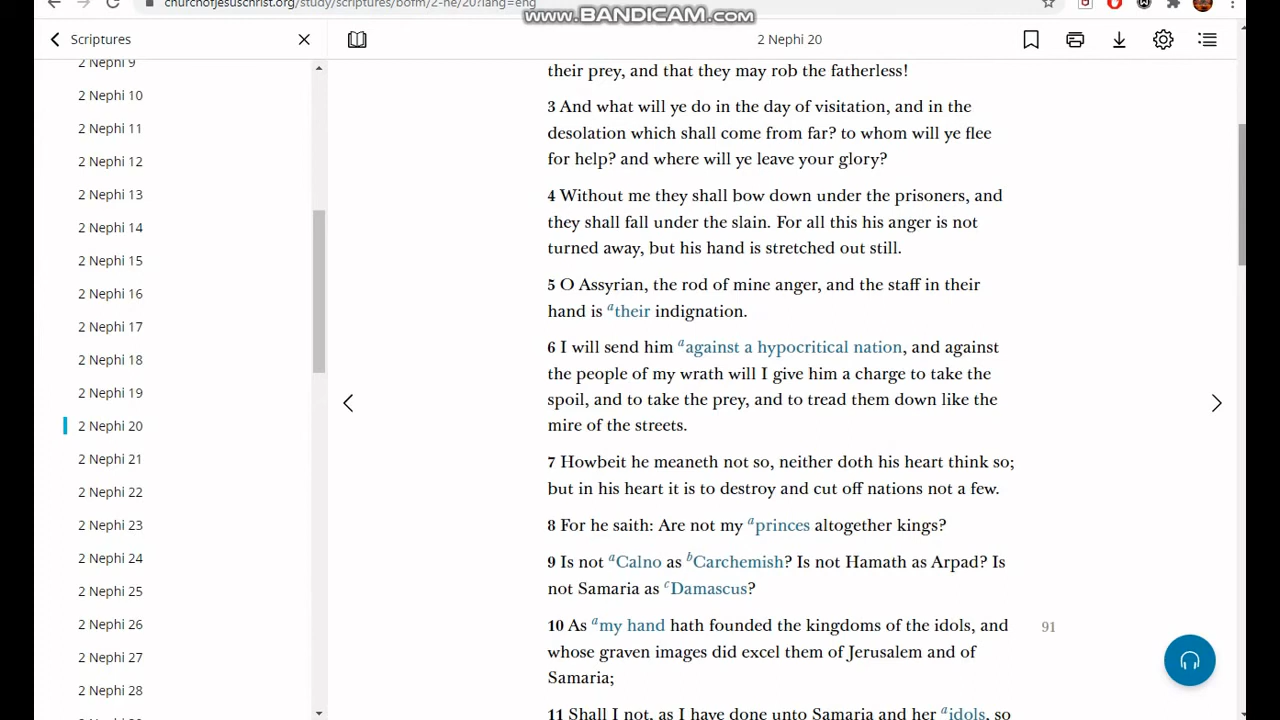 churchofjesuschrist.org/study/scriptures/bofm/2-ne/20?lang=eng
www.BANDICAM.com
Scriptures
2 Nephi 20
2 Nephi 9
2 Nephi 10
2 Nephi 11
2 Nephi 12
2 Nephi 13
2 Nephi 14
2 Nephi 15
2 Nephi 16
2 Nephi 17
2 Nephi 18
2 Nephi 19
2 Nephi 20
2 Nephi 21
2 Nephi 22
2 Nephi 23
2 Nephi 24
2 Nephi 25
2 Nephi 26
2 Nephi 27
2 Nephi 28
their prey, and that they may rob the fatherless!
3 And what will ye do in the day of visitation, and in the
desolation which shall come from far? to whom will ye flee
for help? and where will ye leave your glory?
4 Without me they shall bow down under the prisoners, and
they shall fall under the slain. For all this his anger is not
turned away, but his hand is stretched out still.
5 O Assyrian, the rod of mine anger, and the staff in their
hand is a their indignation.
6 I will send him a against a hypocritical nation, and against
the people of my wrath will I give him a charge to take the
spoil, and to take the prey, and to tread them down like the
mire of the streets.
7 Howbeit he meaneth not so, neither doth his heart think so;
but in his heart it is to destroy and cut off nations not a few.
8 For he saith: Are not my a princes altogether kings?
9 Is not a Calno as b Carchemish? Is not Hamath as Arpad? Is
not Samaria as c Damascus?
10 As a my hand hath founded the kingdoms of the idols, and
whose graven images did excel them of Jerusalem and of
Samaria;
91
11 Shall I not, as I have done unto Samaria and her a idols, so